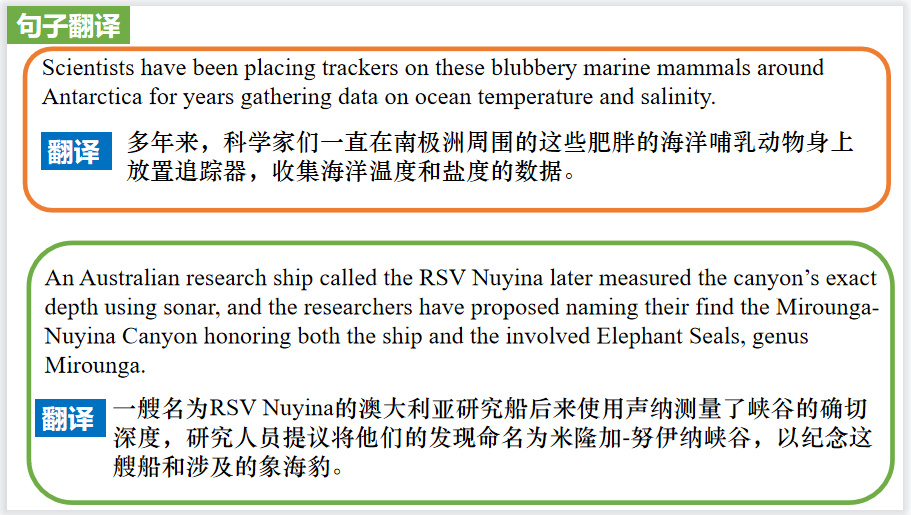 句子翻译
Scientists have been placing trackers on these blubbery marine mammals around
Antarctica for years gathering data on ocean temperature and salinity.
翻译 多年来，科学家们一直在南极洲周围的这些肥胖的海洋哺乳动物身上
放置追踪器，收集海洋温度和盐度的数据。
An Australian research ship called the RSV Nuyina later measured the canyon’s exact
depth using sonar, and the researchers have proposed naming their find the Mirounga-
Nuyina Canyon honoring both the ship and the involved Elephant Seals, genus
Mirounga.
翻译 一艘名为RSV Nuyina的澳大利亚研究船后来使用声纳测量了峡谷的确切
深度，研究人员提议将他们的发现命名为米隆加-努伊纳峡谷，以纪念这
艘船和涉及的象海豹。